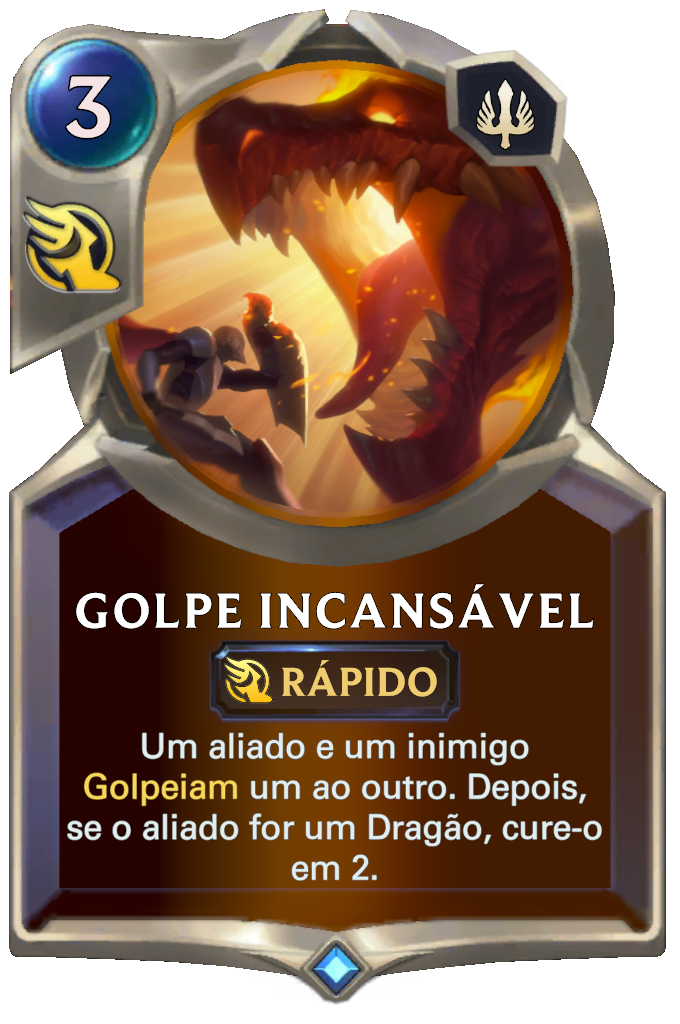 3
GOLPE INCANSÁVEL
RÁPIDO
Um aliado e um inimigo
Golpeiam um ao outro. Depois,
se o aliado for um Dragão, cure-o
em 2.